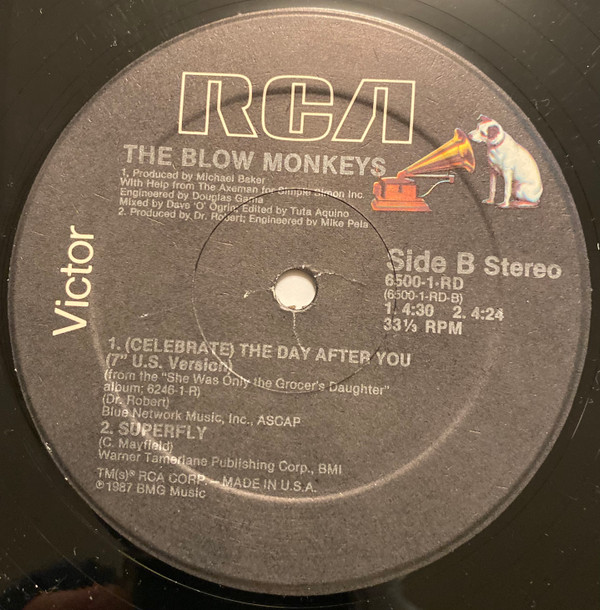 RCA
THE BLOW MONKEYS
1. Produced by Michael Baker
With Help from The Axeman for Simple Simon Inc.
Engineered by Douglas Gama
Mixed by Dave 'O' Ogrin; Edited by Tuta Aquino
2. Produced by Dr. Robert; Engineered by Mike Pela
Victor
Side B Stereo
6500-1-RD
(6500-1-RD-B)
1. 4:30 2. 4:24
33⅓ RPM
1. (CELEBRATE) THE DAY AFTER YOU
(7" U.S. Version)
(from the "She Was Only the Grocer's Daughter"
album; 6246-1-R)
(Dr. Robert)
Blue Network Music, Inc., ASCAP
2. SUPERFLY
(C. Mayfield)
Warner Tamerlane Publishing Corp., BMI
TM(s)® RCA CORP. – MADE IN U.S.A.
℗1987 BMG Music